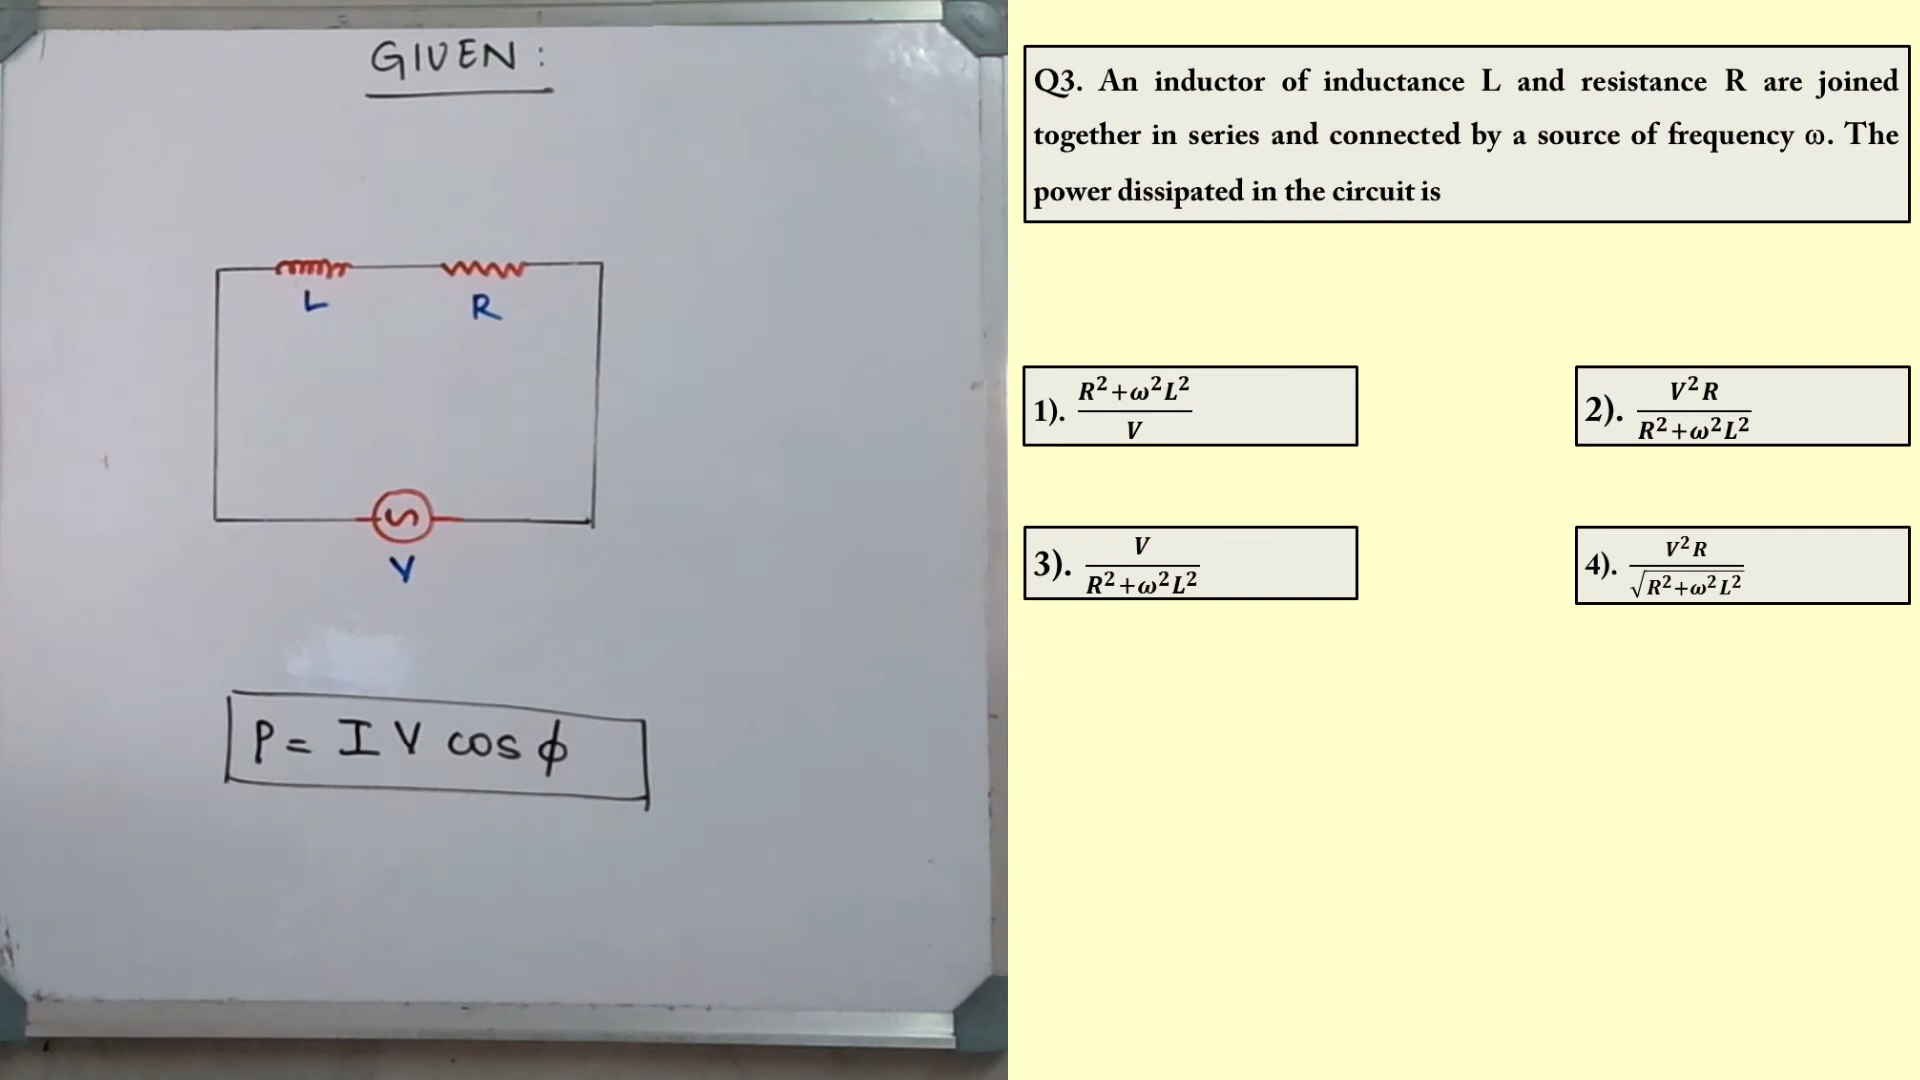 GIVEN :
L
R
V
P = I V cos ϕ
Q3. An inductor of inductance L and resistance R are joined
together in series and connected by a source of frequency ω. The
power dissipated in the circuit is
1). (R²+ω²L²)/V
2). V²R/(R²+ω²L²)
3). V/(R²+ω²L²)
4). V²R/√(R²+ω²L²)